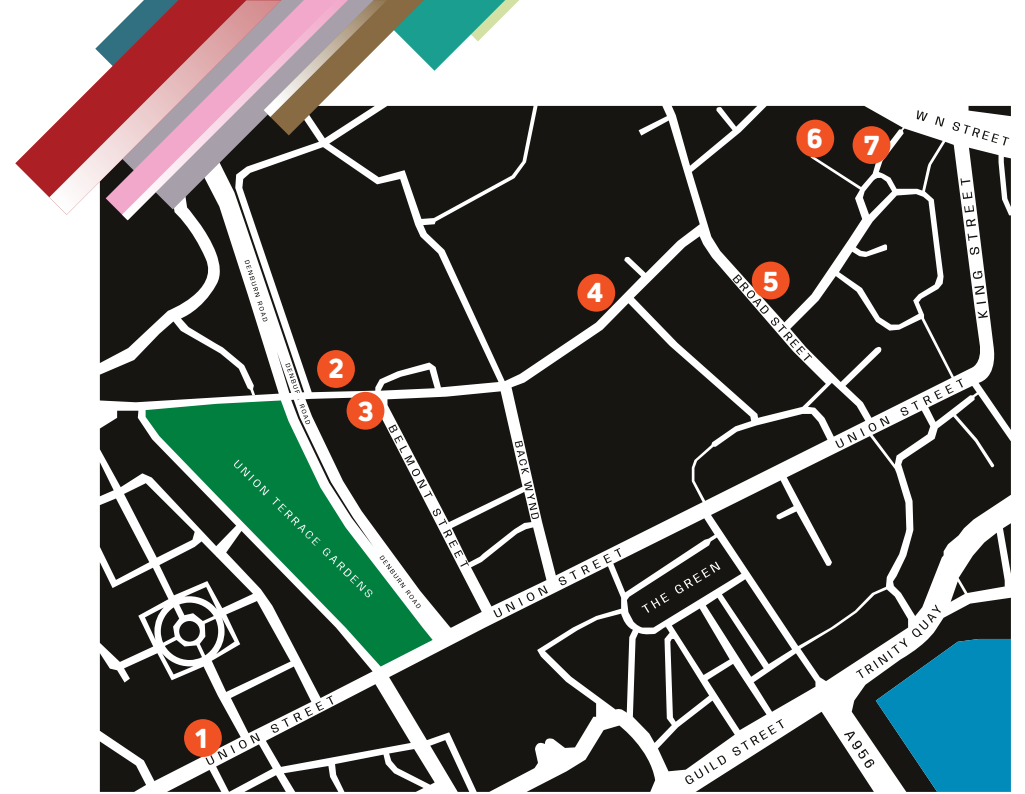 W N STREET
6
7
KING STREET
DENBURN ROAD
4
5
BROAD STREET
2
DENBURN ROAD
3
UNION STREET
BELMONT STREET
BACK WYND
UNION TERRACE GARDENS
DENBURN ROAD
UNION STREET
THE GREEN
TRINITY QUAY
1
UNION STREET
GUILD STREET
A956